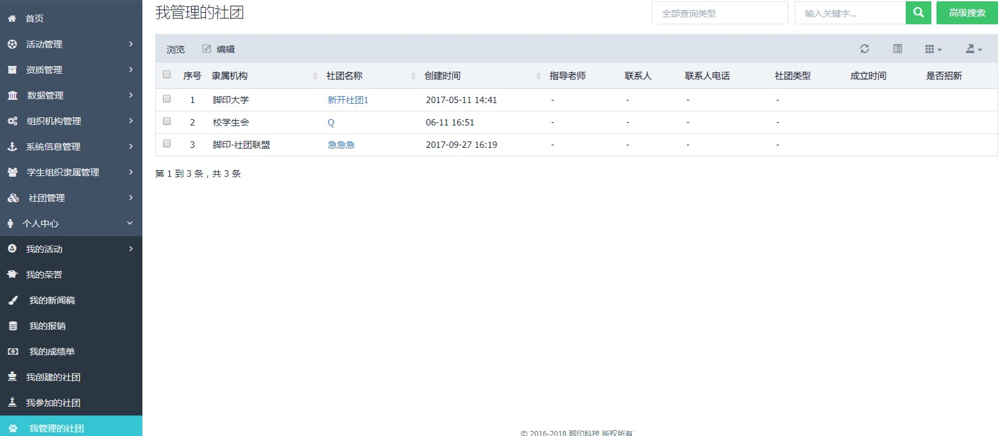 首页
活动管理
资质管理
数据管理
组织机构管理
系统信息管理
学生组织隶属管理
社团管理
个人中心
我的活动
我的荣誉
我的新闻稿
我的报销
我的成绩单
我创建的社团
我参加的社团
我管理的社团
我管理的社团 全部查询类型 输入关键字... 高级搜索
浏览 编辑
序号 隶属机构 社团名称 创建时间 指导老师 联系人 联系人电话 社团类型 成立时间 是否招新
1 脚印大学 新开社团1 2017-05-11 14:41 - - - -
2 校学生会 Q 06-11 16:51 - - - -
3 脚印-社团联盟 急急急 2017-09-27 16:19 - - - -
第 1 到 3 条，共 3 条
© 2016-2018 脚印科技 版权所有